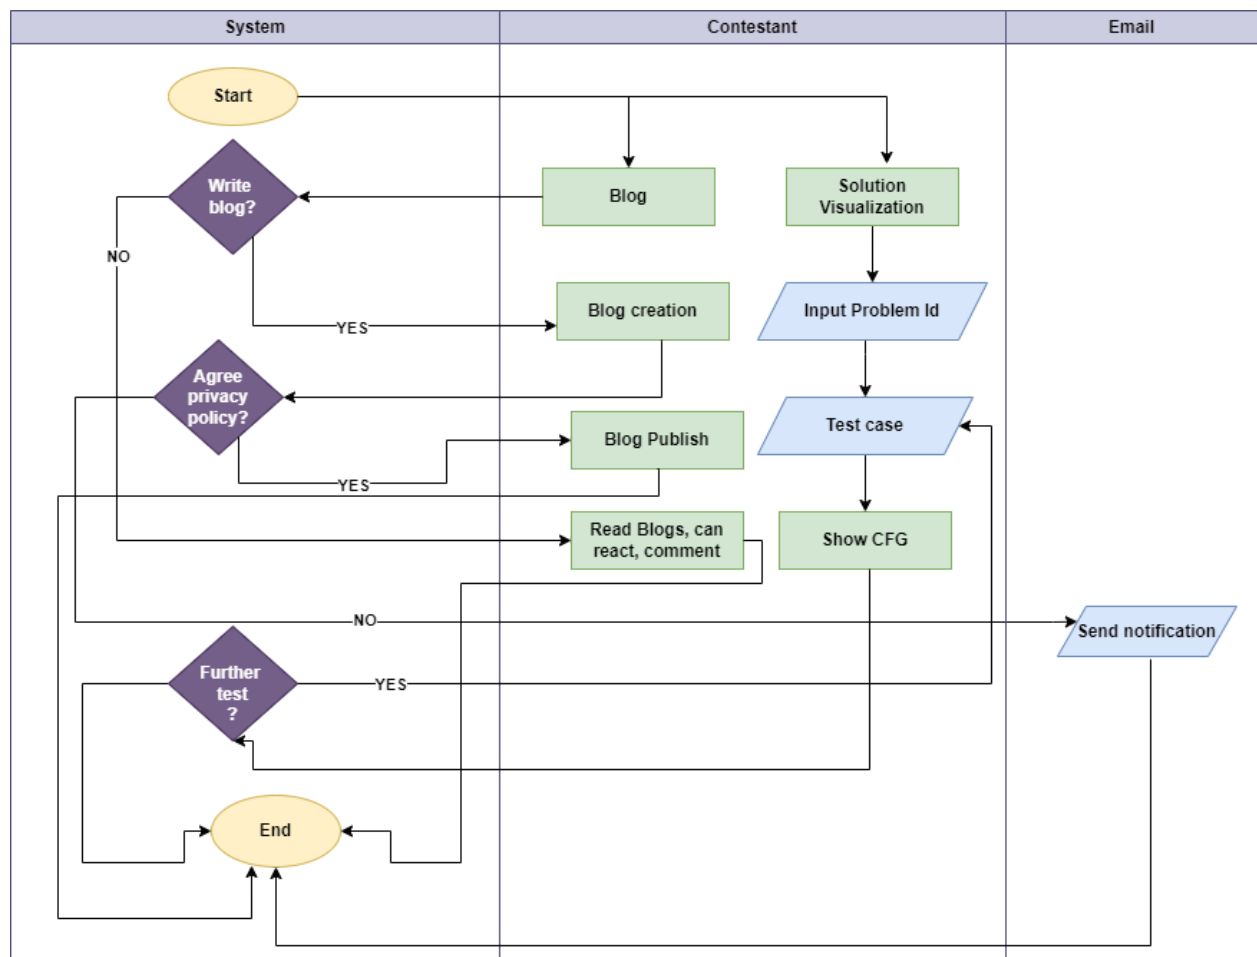 System
Contestant
Email
Start
Write
blog?
Blog
Solution
Visualization
NO
Blog creation
Input Problem Id
YES
Agree
privacy
policy?
Blog Publish
Test case
YES
Read Blogs, can
react, comment
Show CFG
NO
Send notification
Further
test
?
YES
End